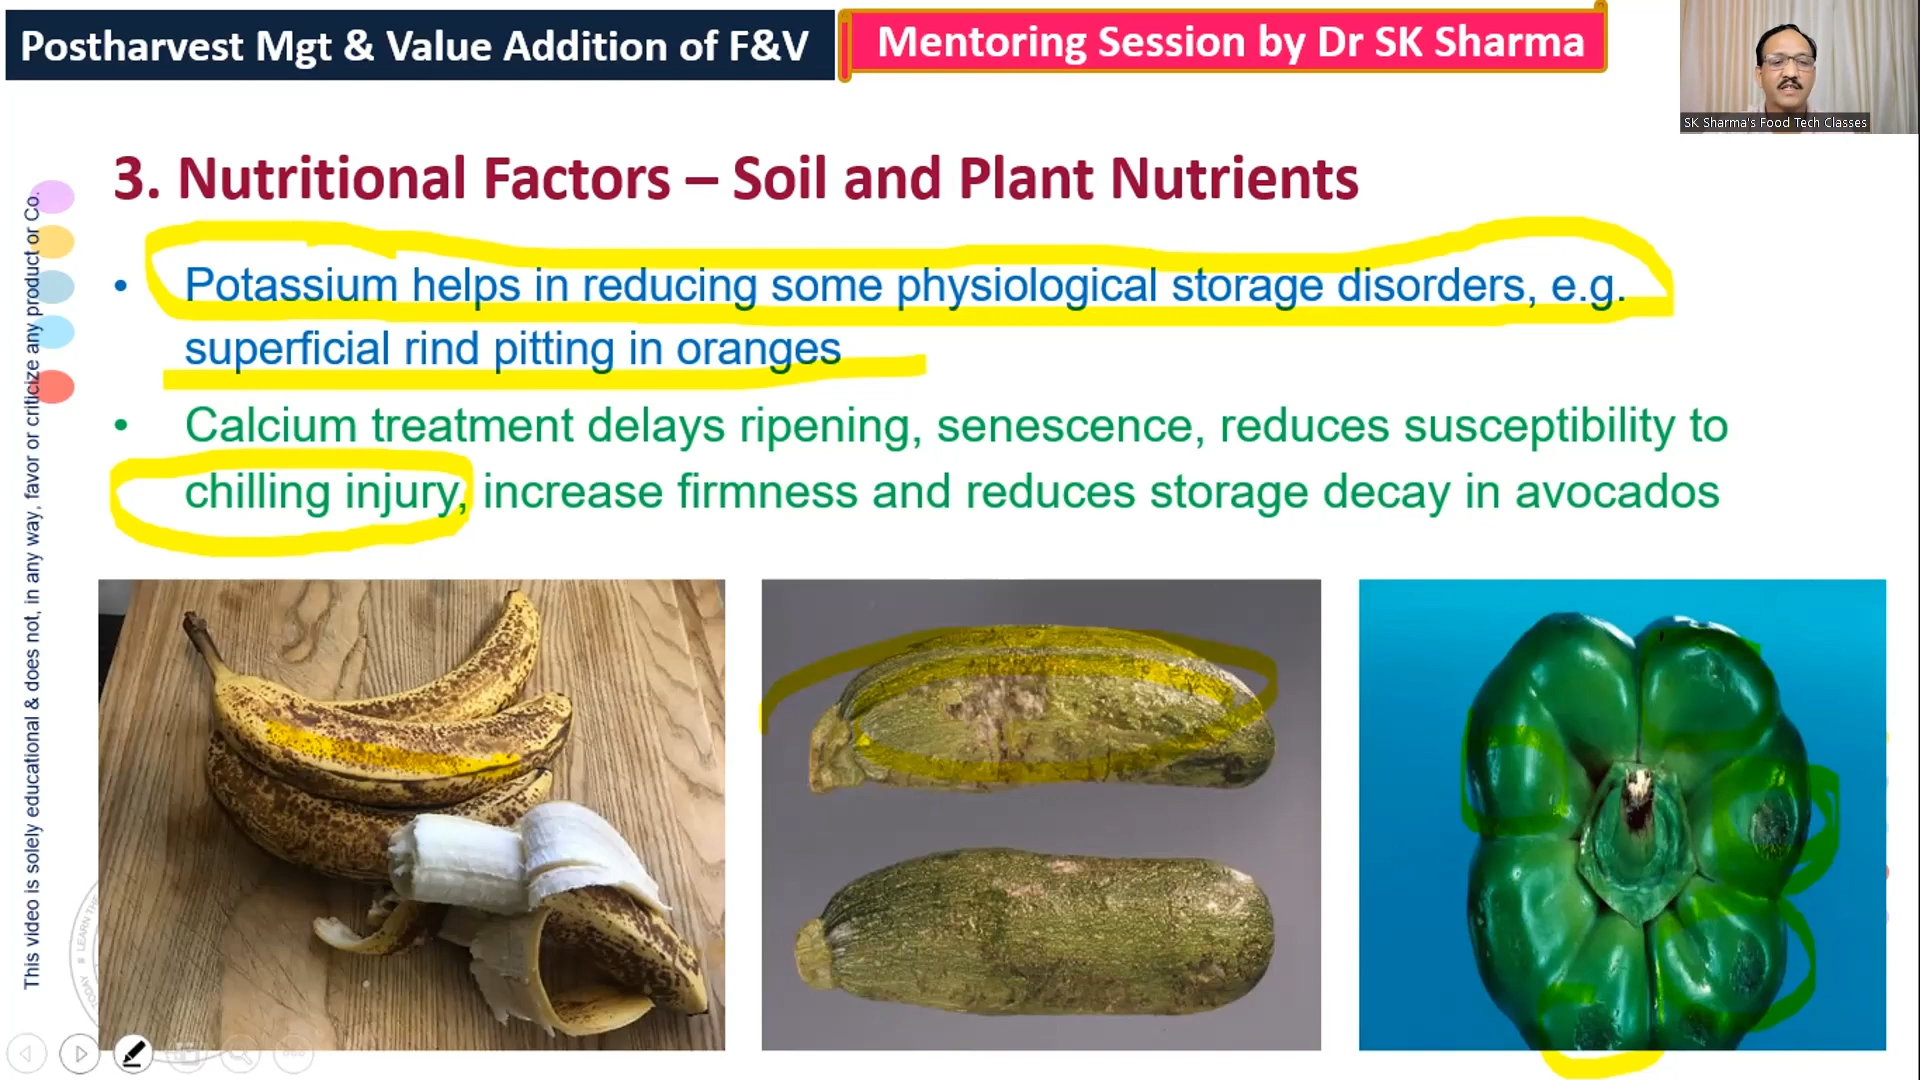 Postharvest Mgt & Value Addition of F&V
Mentoring Session by Dr SK Sharma
SK Sharma's Food Tech Classes
3. Nutritional Factors – Soil and Plant Nutrients
• Potassium helps in reducing some physiological storage disorders, e.g.
superficial rind pitting in oranges
• Calcium treatment delays ripening, senescence, reduces susceptibility to
chilling injury, increase firmness and reduces storage decay in avocados
This video is solely educational & does not, in any way, favor or criticize any product or Co.
LEARN THE
TODAY